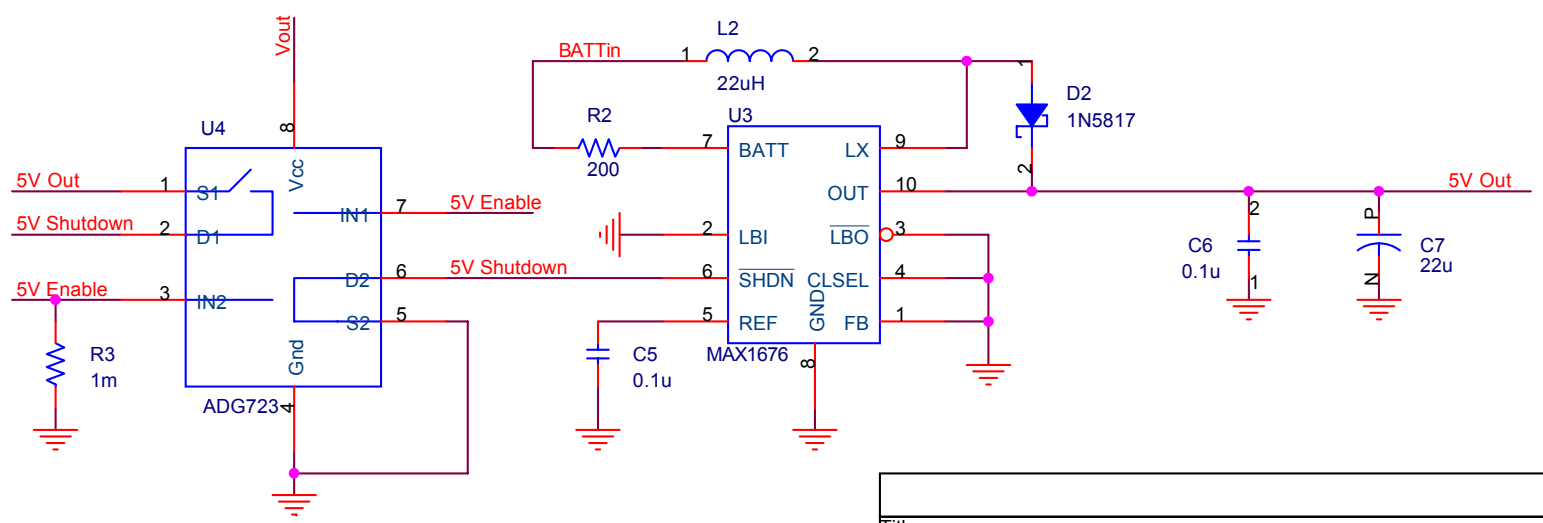 Vout
U4
8
Vcc
5V Out
1
S1
5V Shutdown
2
D1
5V Enable
3
IN2
IN1
7
5V Enable
D2
6
5V Shutdown
S2
5
Gnd
4
ADG723
R3
1m
BATTin
1
L2
2
22uH
R2
200
U3
7
BATT
LX
9
OUT
10
2
LBI
LBO
3
6
SHDN
CLSEL
4
5
REF
GND
FB
1
MAX1676
8
C5
0.1u
1
D2
1N5817
2
5V Out
2
C6
0.1u
1
P
C7
22u
N